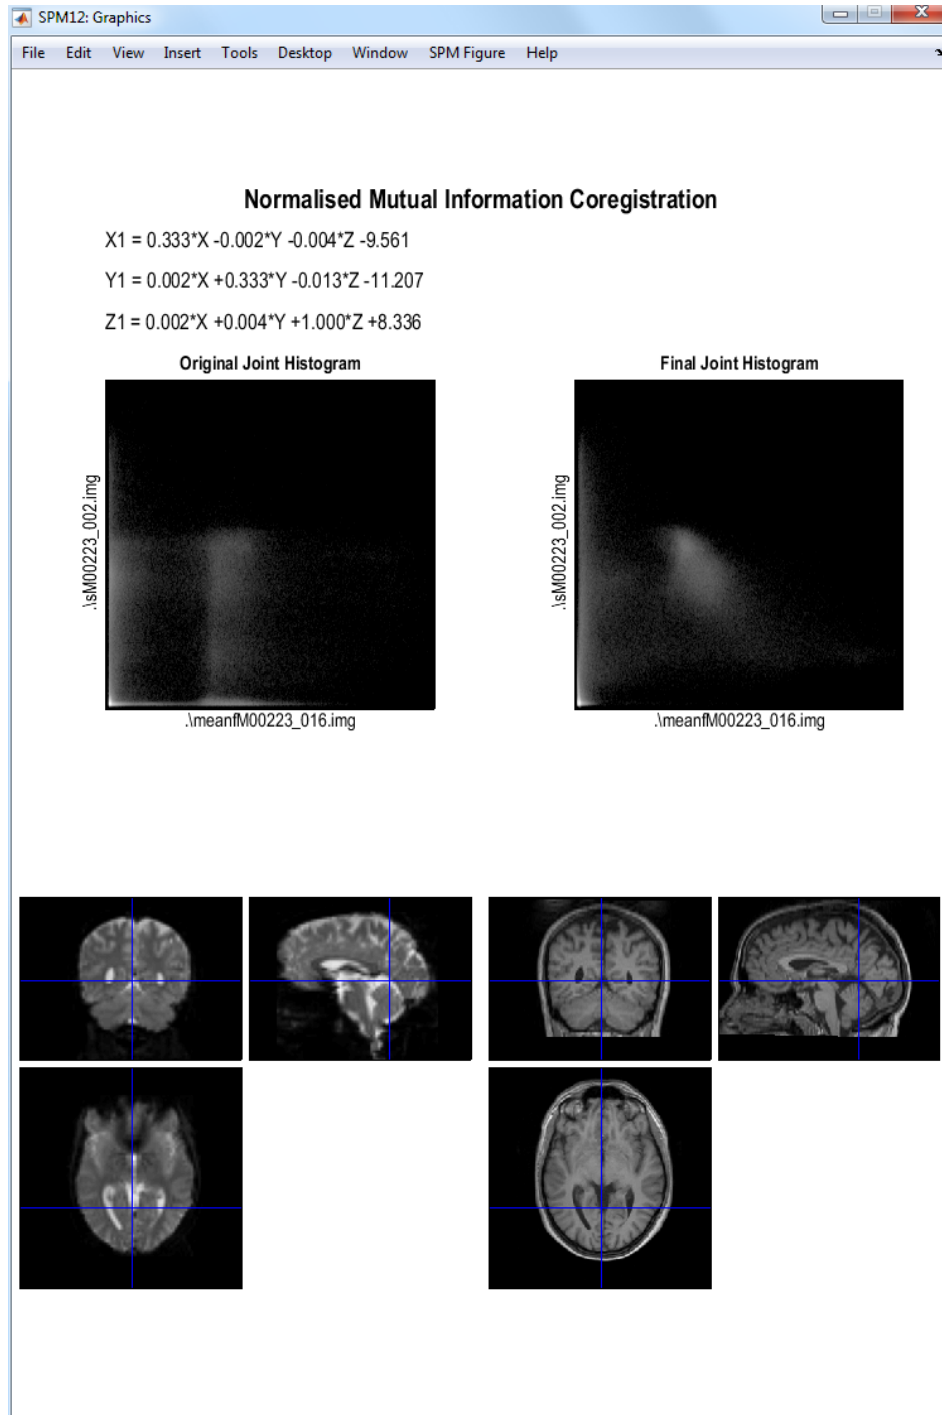 SPM12: Graphics
File Edit View Insert Tools Desktop Window SPM Figure Help
Normalised Mutual Information Coregistration
X1 = 0.333*X -0.002*Y -0.004*Z -9.561
Y1 = 0.002*X +0.333*Y -0.013*Z -11.207
Z1 = 0.002*X +0.004*Y +1.000*Z +8.336
Original Joint Histogram
.\sM00223_002.img
.\meanfM00223_016.img
Final Joint Histogram
.\sM00223_002.img
.\meanfM00223_016.img